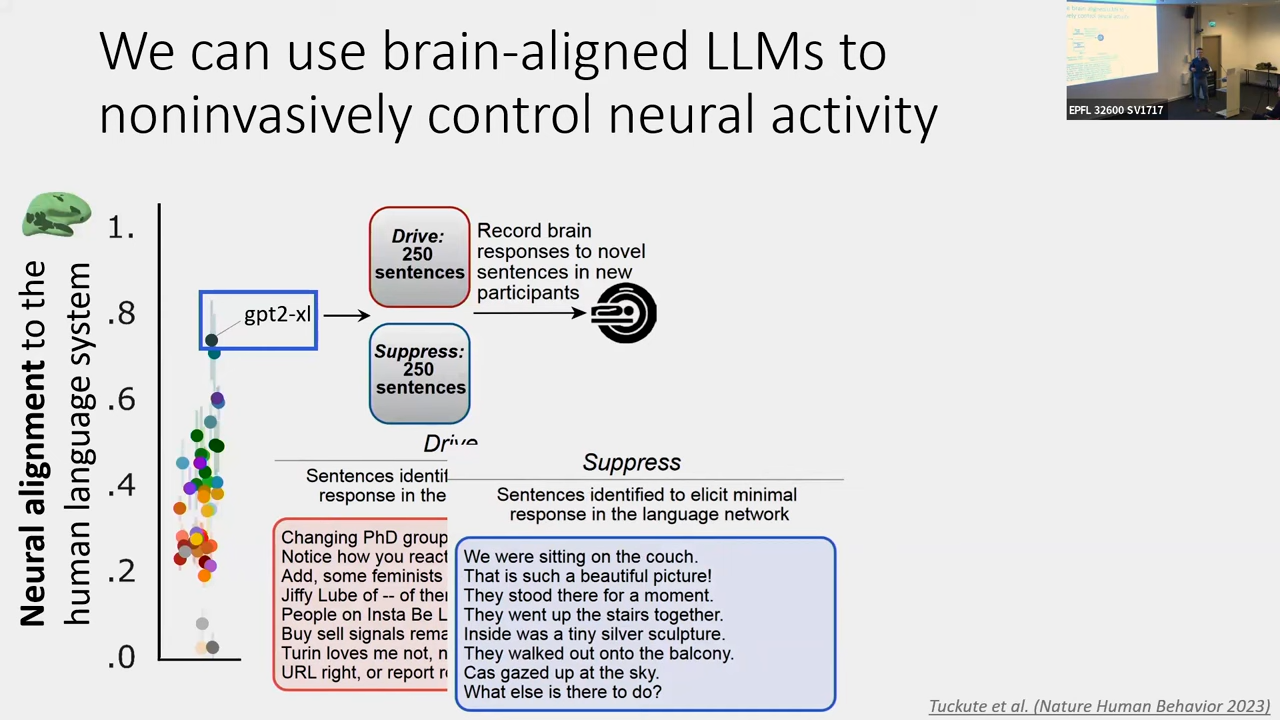 We can use brain-aligned LLMs to
noninvasively control neural activity
EPFL 32600 SV1717
Neural alignment to the
human language system
1.
.8
.6
.4
.2
.0
gpt2-xl
Drive:
250
sentences
Suppress:
250
sentences
Record brain
responses to novel
sentences in new
participants
Drive
Sentences identif
response in the
Changing PhD group
Notice how you react
Add, some feminists
Jiffy Lube of -- of ther
People on Insta Be L
Buy sell signals rema
Turin loves me not, n
URL right, or report r
Suppress
Sentences identified to elicit minimal
response in the language network
We were sitting on the couch.
That is such a beautiful picture!
They stood there for a moment.
They went up the stairs together.
Inside was a tiny silver sculpture.
They walked out onto the balcony.
Cas gazed up at the sky.
What else is there to do?
Tuckute et al. (Nature Human Behavior 2023)